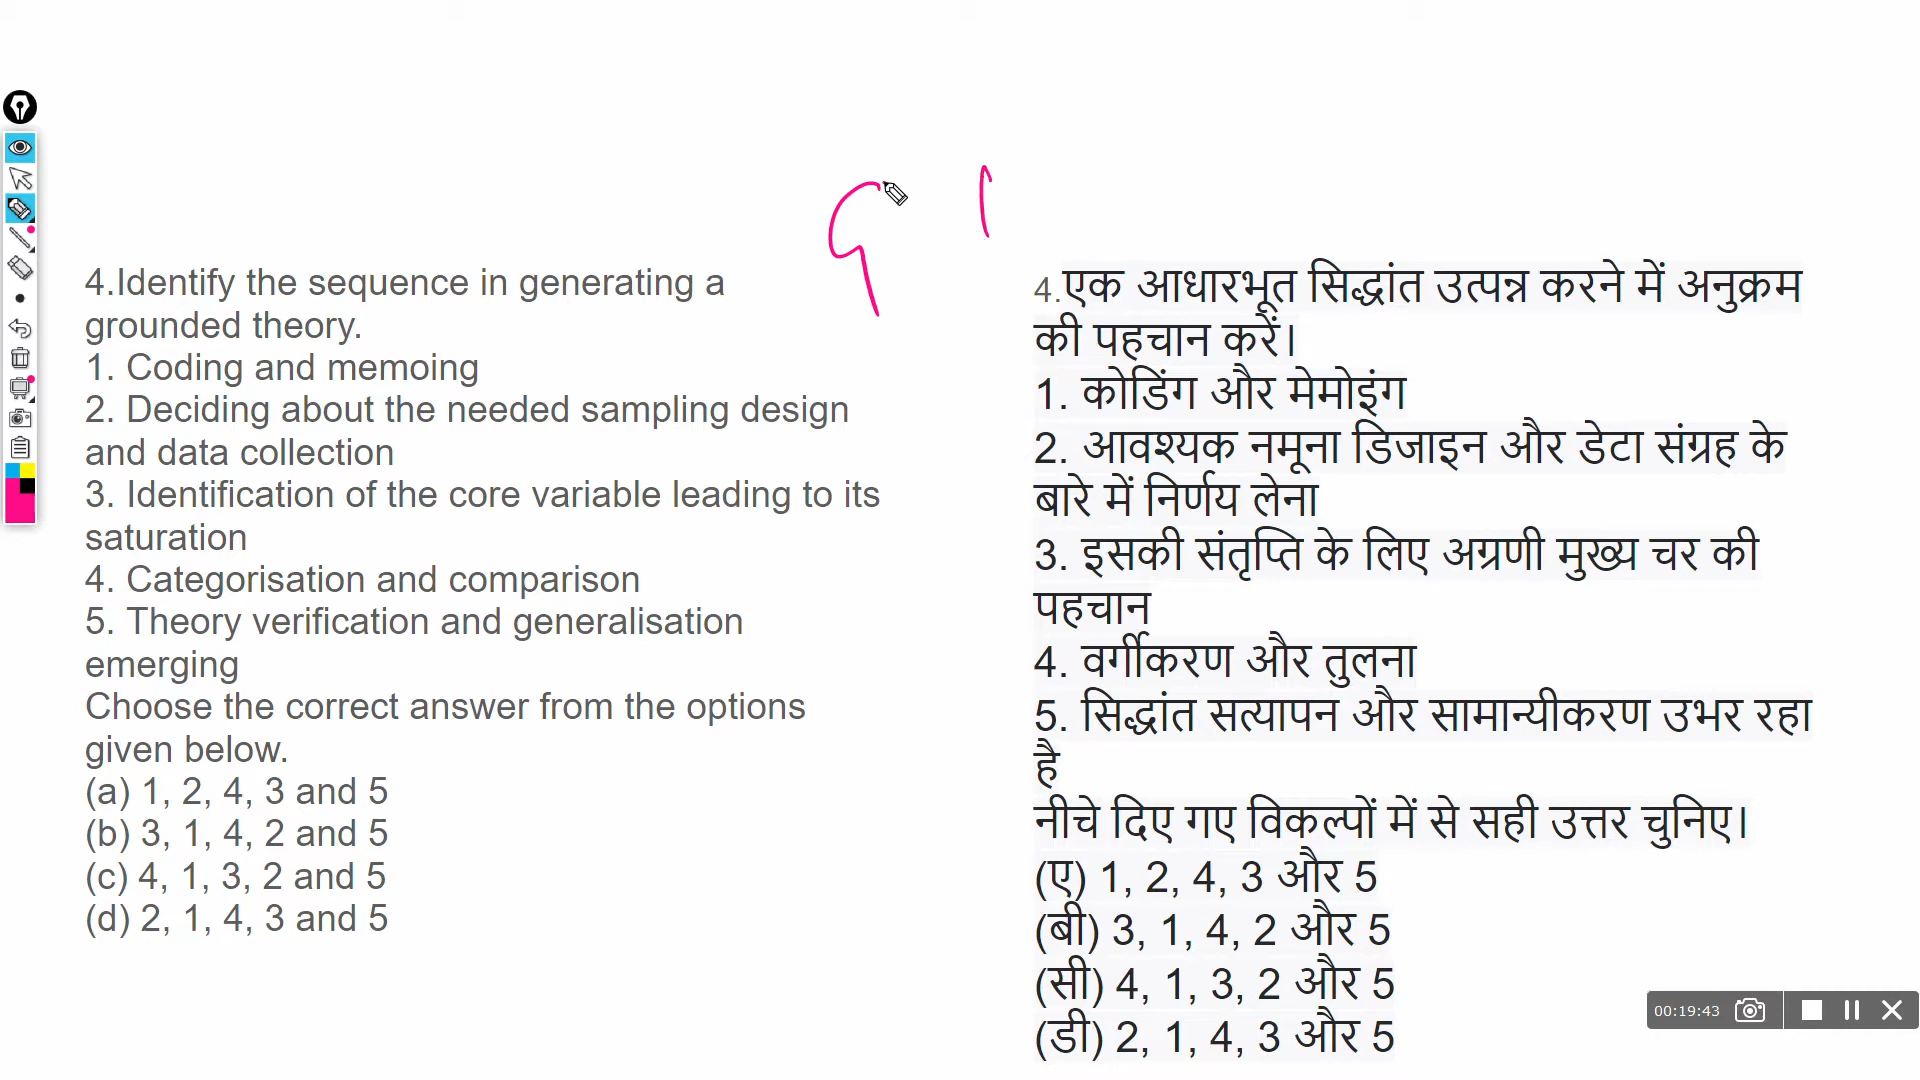 4.Identify the sequence in generating a
grounded theory.
1. Coding and memoing
2. Deciding about the needed sampling design
and data collection
3. Identification of the core variable leading to its
saturation
4. Categorisation and comparison
5. Theory verification and generalisation
emerging
Choose the correct answer from the options
given below.
(a) 1, 2, 4, 3 and 5
(b) 3, 1, 4, 2 and 5
(c) 4, 1, 3, 2 and 5
(d) 2, 1, 4, 3 and 5
4.एक आधारभूत सिद्धांत उत्पन्न करने में अनुक्रम
की पहचान करें।
1. कोडिंग और मेमोइंग
2. आवश्यक नमूना डिजाइन और डेटा संग्रह के
बारे में निर्णय लेना
3. इसकी संतृप्ति के लिए अग्रणी मुख्य चर की
पहचान
4. वर्गीकरण और तुलना
5. सिद्धांत सत्यापन और सामान्यीकरण उभर रहा
है
नीचे दिए गए विकल्पों में से सही उत्तर चुनिए।
(ए) 1, 2, 4, 3 और 5
(बी) 3, 1, 4, 2 और 5
(सी) 4, 1, 3, 2 और 5
(डी) 2, 1, 4, 3 और 5
00:19:43